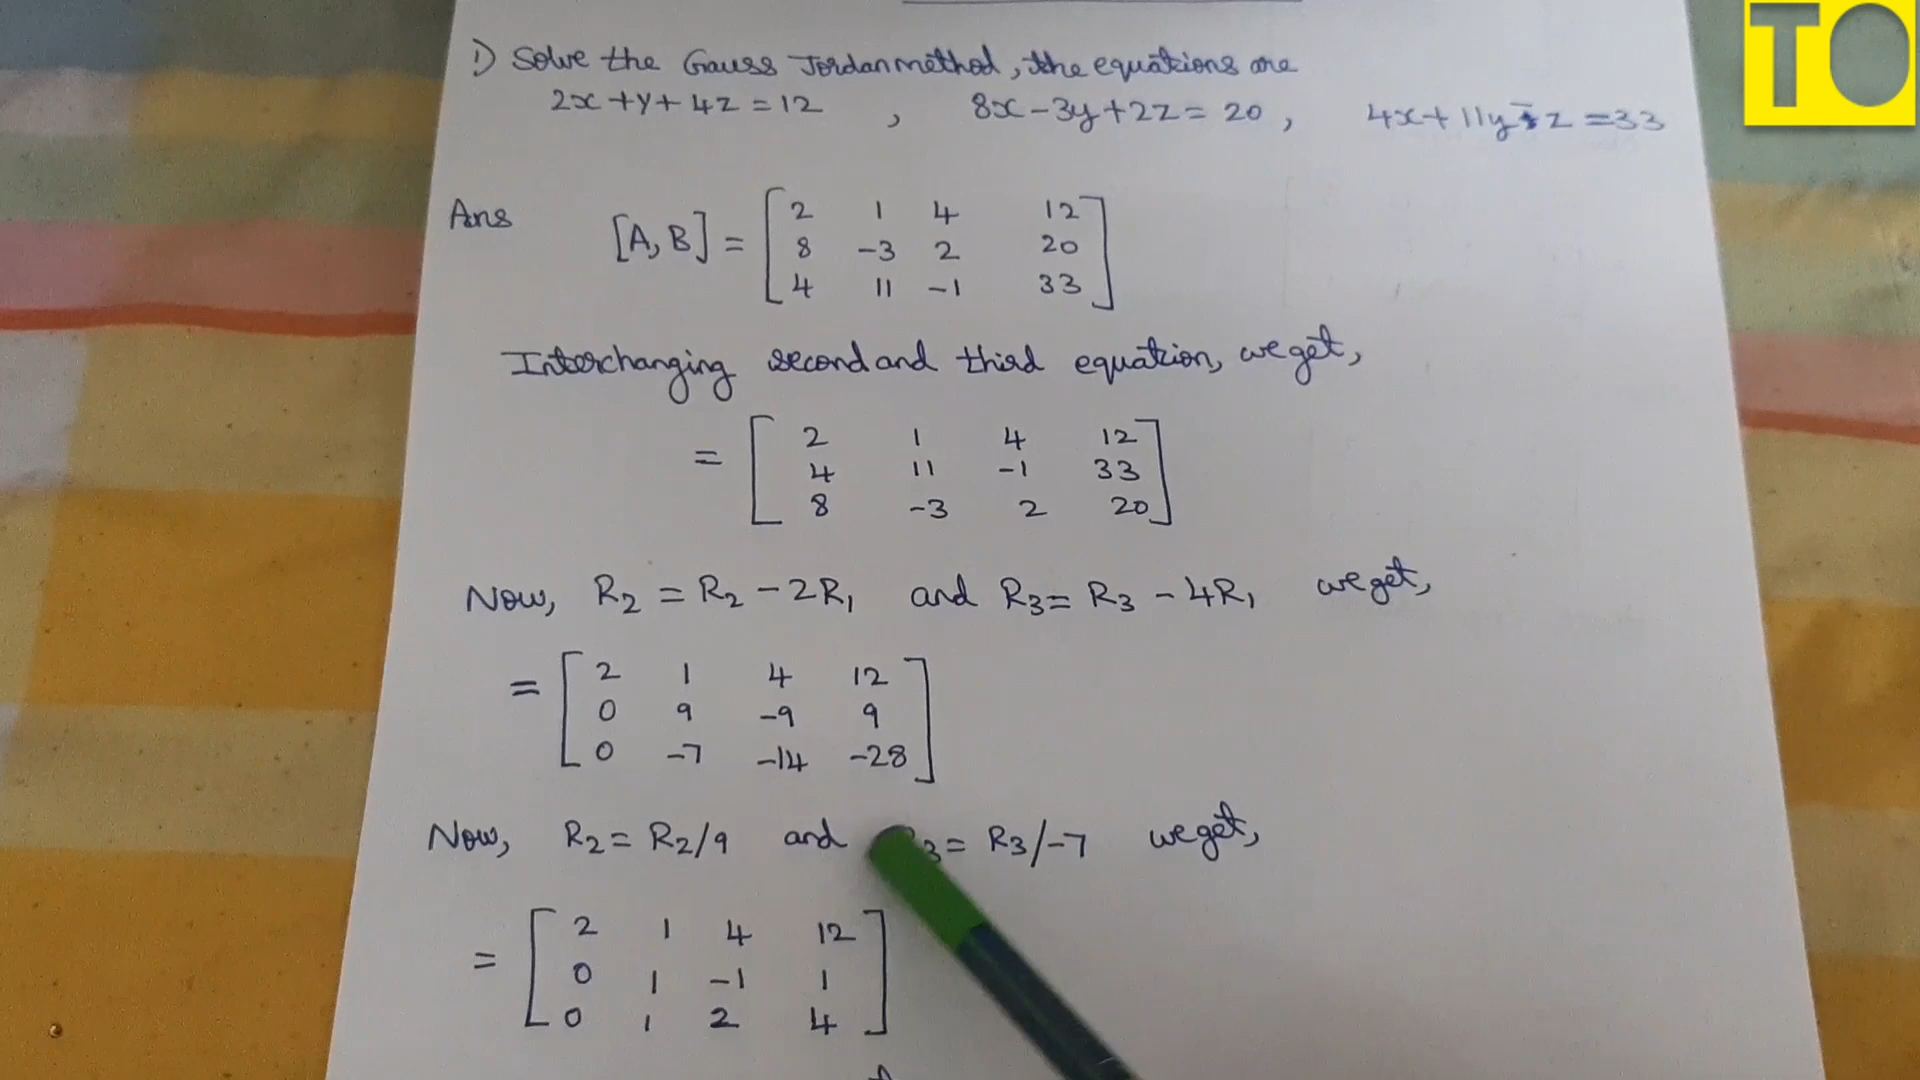 TO
1) Solve the Gauss Jordan method, the equations are
2x + y + 4z = 12 , 8x - 3y + 2z = 20 , 4x + 11y - z = 33
Ans [A, B] = [ 2 1 4 12
8 -3 2 20
4 11 -1 33 ]
Interchanging second and third equation, we get,
= [ 2 1 4 12
4 11 -1 33
8 -3 2 20 ]
Now, R2 = R2 - 2R1 and R3 = R3 - 4R1 we get,
= [ 2 1 4 12
0 9 -9 9
0 -7 -14 -28 ]
Now, R2 = R2/9 and 3 = R3/-7 we get,
= [ 2 1 4 12
0 1 -1 1
0 1 2 4 ]